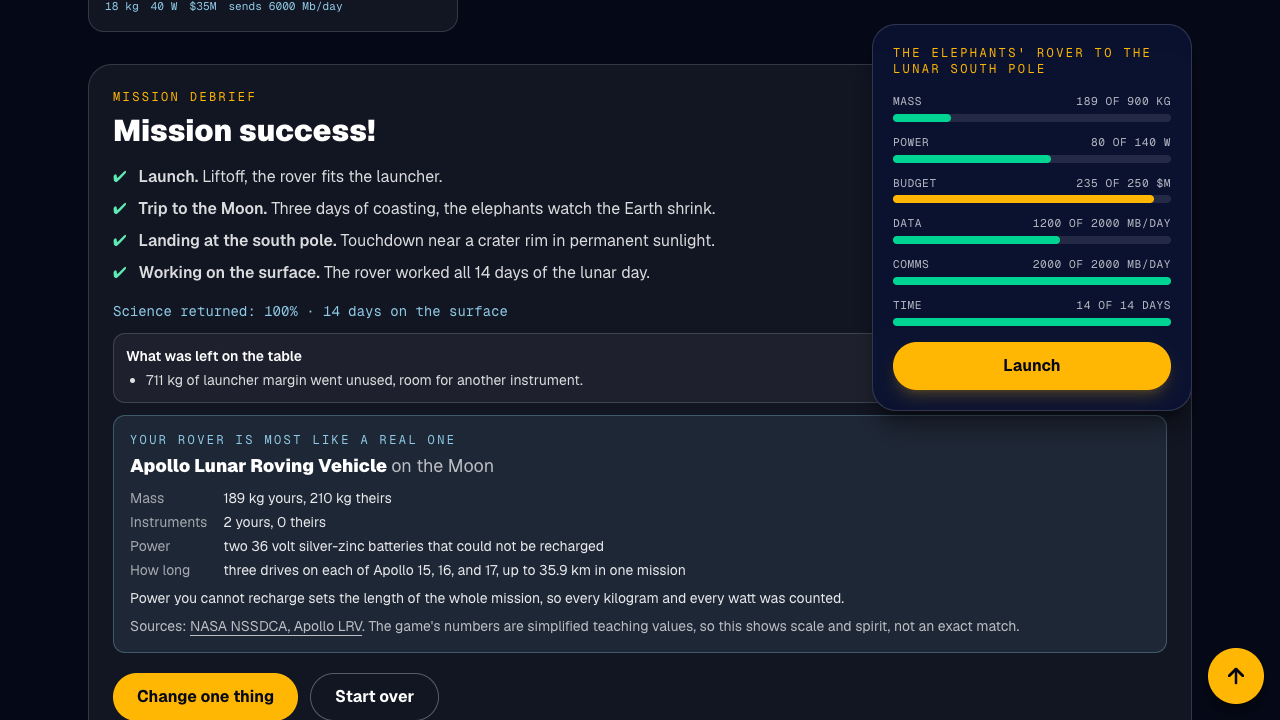 18 kg 40 W $35M sends 6000 Mb/day
MISSION DEBRIEF
Mission success!
✔ Launch. Liftoff, the rover fits the launcher.
✔ Trip to the Moon. Three days of coasting, the elephants watch the Earth shrink.
✔ Landing at the south pole. Touchdown near a crater rim in permanent sunlight.
✔ Working on the surface. The rover worked all 14 days of the lunar day.
Science returned: 100% · 14 days on the surface
What was left on the table
• 711 kg of launcher margin went unused, room for another instrument.
YOUR ROVER IS MOST LIKE A REAL ONE
Apollo Lunar Roving Vehicle on the Moon
Mass 189 kg yours, 210 kg theirs
Instruments 2 yours, 0 theirs
Power two 36 volt silver-zinc batteries that could not be recharged
How long three drives on each of Apollo 15, 16, and 17, up to 35.9 km in one mission
Power you cannot recharge sets the length of the whole mission, so every kilogram and every watt was counted.
Sources: NASA NSSDCA, Apollo LRV. The game's numbers are simplified teaching values, so this shows scale and spirit, not an exact match.
Change one thing Start over
THE ELEPHANTS' ROVER TO THE
LUNAR SOUTH POLE
MASS 189 OF 900 KG
POWER 80 OF 140 W
BUDGET 235 OF 250 $M
DATA 1200 OF 2000 MB/DAY
COMMS 2000 OF 2000 MB/DAY
TIME 14 OF 14 DAYS
Launch